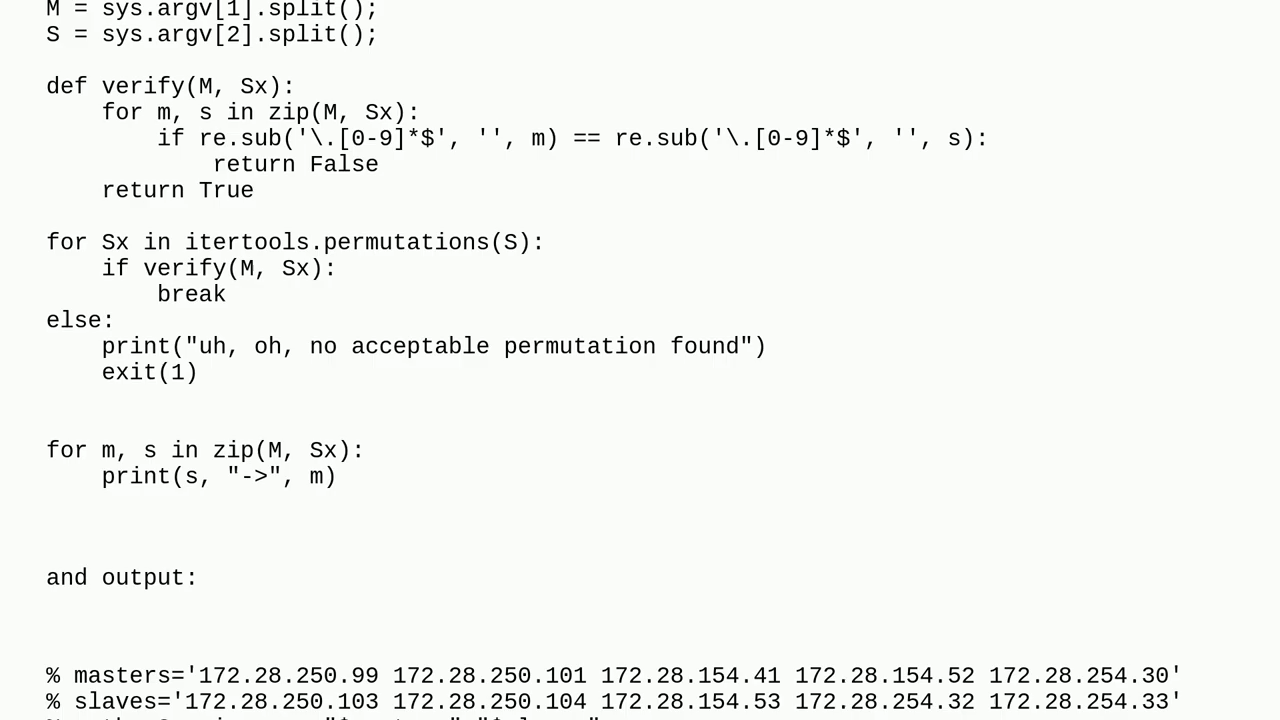 M = sys.argv[1].split();
S = sys.argv[2].split();
def verify(M, Sx):
    for m, s in zip(M, Sx):
        if re.sub('\.[0-9]*$', '', m) == re.sub('\.[0-9]*$', '', s):
            return False
    return True
for Sx in itertools.permutations(S):
    if verify(M, Sx):
        break
else:
    print("uh, oh, no acceptable permutation found")
    exit(1)
for m, s in zip(M, Sx):
    print(s, "->", m)
and output:
% masters='172.28.250.99 172.28.250.101 172.28.154.41 172.28.154.52 172.28.254.30'
% slaves='172.28.250.103 172.28.250.104 172.28.154.53 172.28.254.32 172.28.254.33'